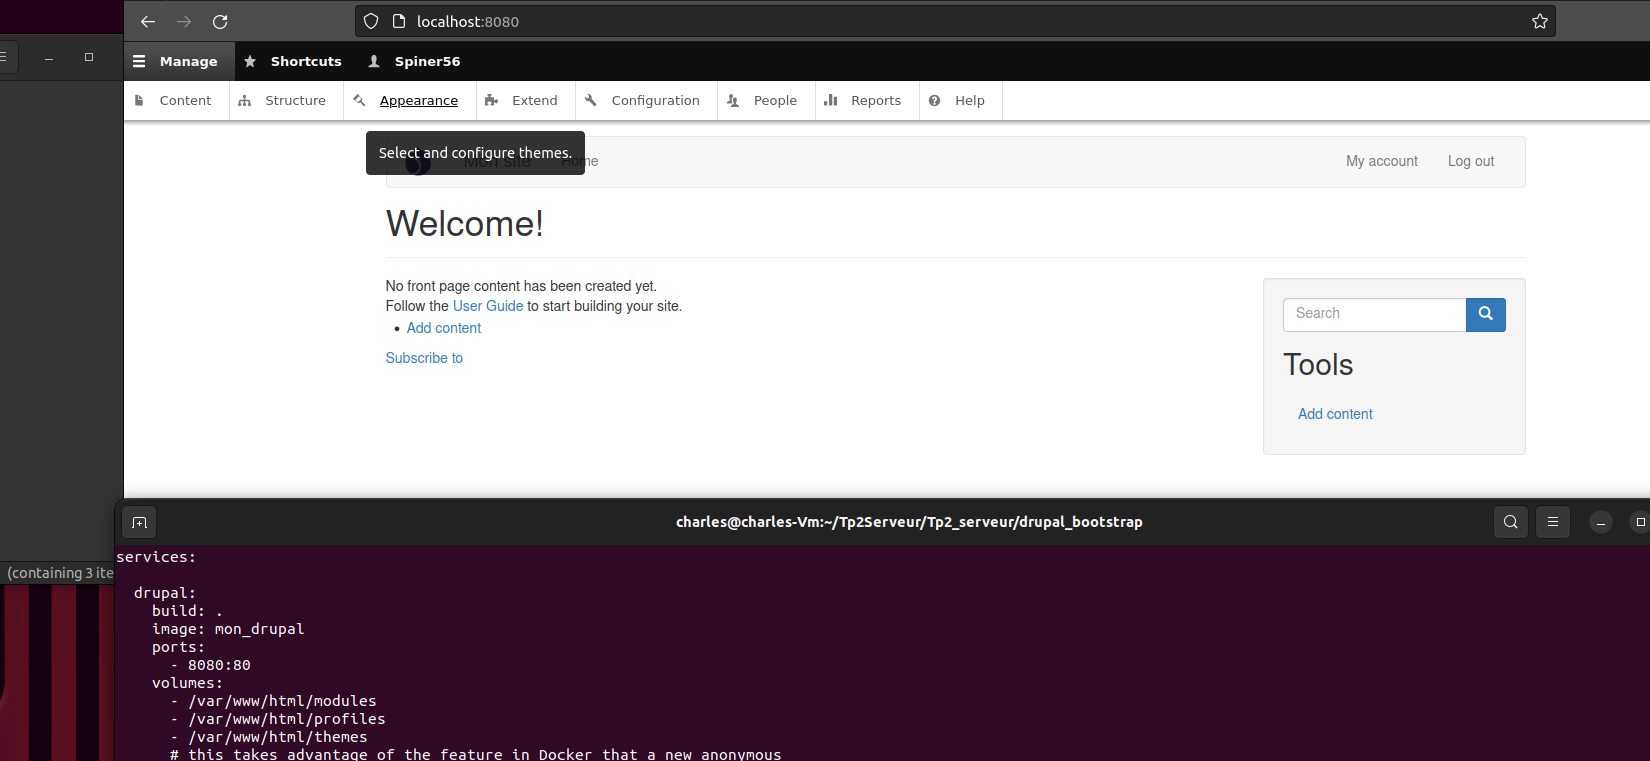 localhost:8080
Manage Shortcuts Spiner56
Content Structure Appearance Extend Configuration People Reports Help
Select and configure themes.
Mon site Home My account Log out
Welcome!
No front page content has been created yet.
Follow the User Guide to start building your site.
Add content
Subscribe to
Search
Tools
Add content
charles@charles-Vm:~/Tp2Serveur/Tp2_serveur/drupal_bootstrap
(containing 3 ite
services:
drupal:
build: .
image: mon_drupal
ports:
- 8080:80
volumes:
- /var/www/html/modules
- /var/www/html/profiles
- /var/www/html/themes
# this takes advantage of the feature in Docker that a new anonymous